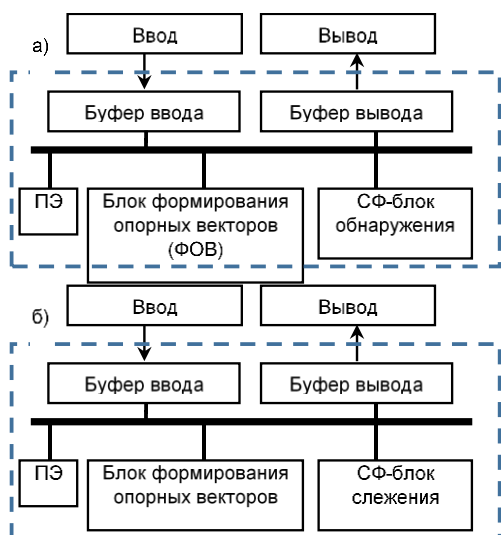 а)
Ввод
Вывод
Буфер ввода
Буфер вывода
ПЭ
Блок формирования
опорных векторов
(ФОВ)
СФ-блок
обнаружения
б)
Ввод
Вывод
Буфер ввода
Буфер вывода
ПЭ
Блок формирования
опорных векторов
СФ-блок
слежения